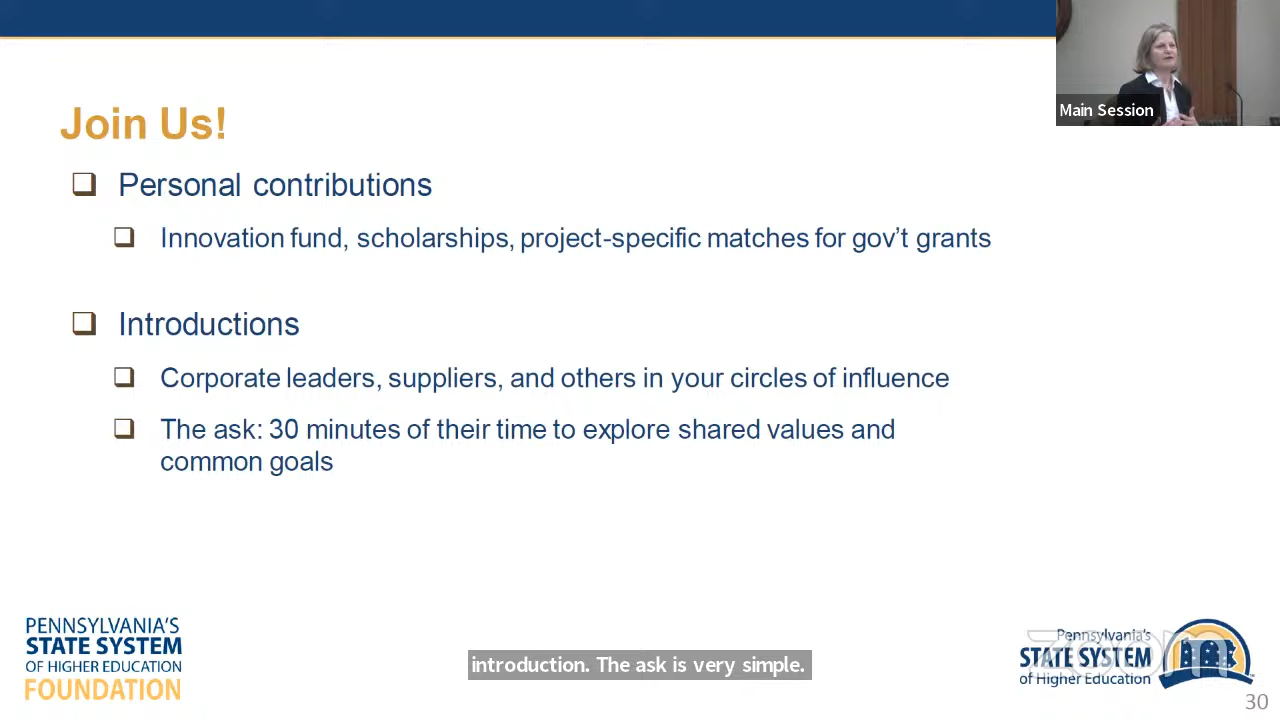 Main Session
Join Us!
Personal contributions
Innovation fund, scholarships, project-specific matches for gov't grants
Introductions
Corporate leaders, suppliers, and others in your circles of influence
The ask: 30 minutes of their time to explore shared values and
common goals
PENNSYLVANIA'S
STATE SYSTEM
OF HIGHER EDUCATION
FOUNDATION
introduction. The ask is very simple.
Pennsylvania's
STATE SYSTEM
of Higher Education
zoom
30